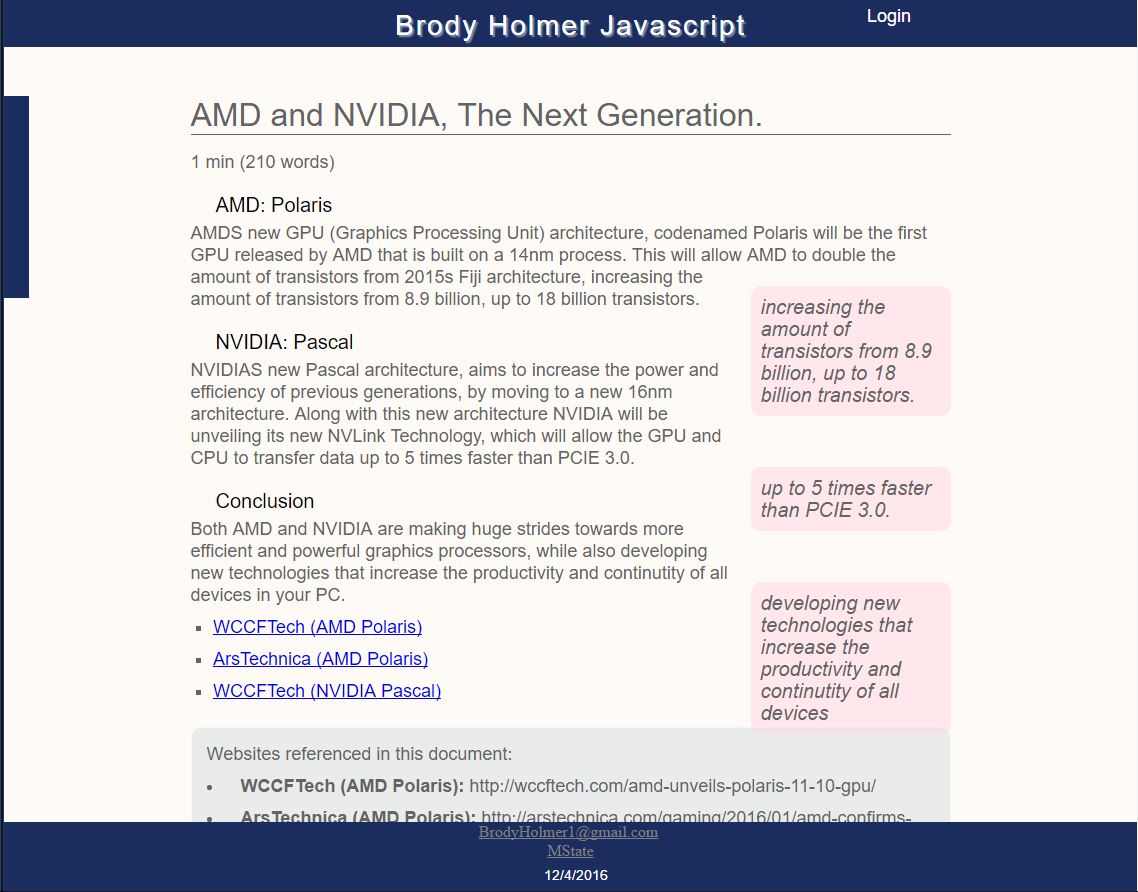 Brody Holmer Javascript
Login
AMD and NVIDIA, The Next Generation.
1 min (210 words)
AMD: Polaris
AMDS new GPU (Graphics Processing Unit) architecture, codenamed Polaris will be the first
GPU released by AMD that is built on a 14nm process. This will allow AMD to double the
amount of transistors from 2015s Fiji architecture, increasing the
amount of transistors from 8.9 billion, up to 18 billion transistors.
increasing the
amount of
transistors from 8.9
billion, up to 18
billion transistors.
NVIDIA: Pascal
NVIDIAS new Pascal architecture, aims to increase the power and
efficiency of previous generations, by moving to a new 16nm
architecture. Along with this new architecture NVIDIA will be
unveiling its new NVLink Technology, which will allow the GPU and
CPU to transfer data up to 5 times faster than PCIE 3.0.
up to 5 times faster
than PCIE 3.0.
Conclusion
Both AMD and NVIDIA are making huge strides towards more
efficient and powerful graphics processors, while also developing
new technologies that increase the productivity and continutity of all
devices in your PC.
developing new
technologies that
increase the
productivity and
continutity of all
devices
WCCFTech (AMD Polaris)
ArsTechnica (AMD Polaris)
WCCFTech (NVIDIA Pascal)
Websites referenced in this document:
WCCFTech (AMD Polaris): http://wccftech.com/amd-unveils-polaris-11-10-gpu/
ArsTechnica (AMD Polaris): http://arstechnica.com/gaming/2016/01/amd-confirms-
BrodyHolmer1@gmail.com
MState
12/4/2016